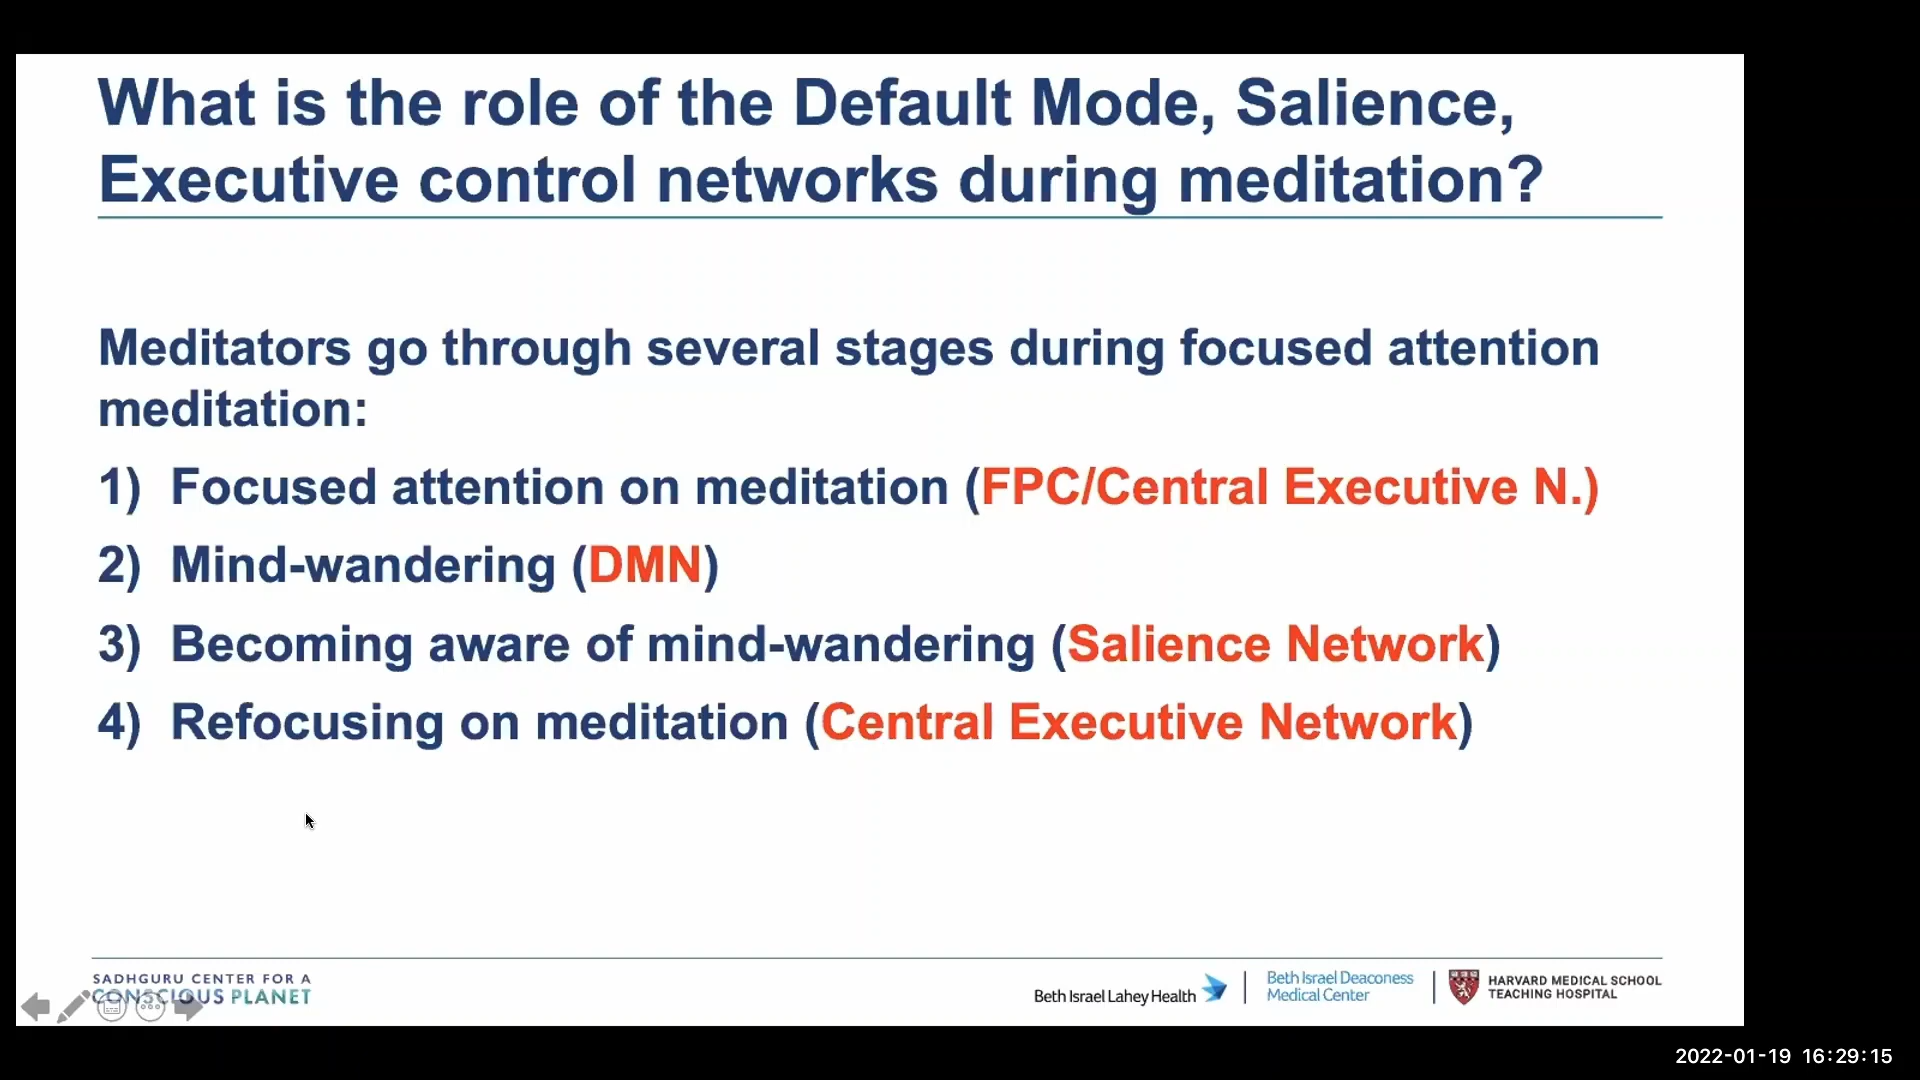 What is the role of the Default Mode, Salience,
Executive control networks during meditation?
Meditators go through several stages during focused attention
meditation:
1) Focused attention on meditation (FPC/Central Executive N.)
2) Mind-wandering (DMN)
3) Becoming aware of mind-wandering (Salience Network)
4) Refocusing on meditation (Central Executive Network)
SADHGURU CENTER FOR A
CONSCIOUS PLANET
Beth Israel Lahey Health
Beth Israel Deaconess
Medical Center
HARVARD MEDICAL SCHOOL
TEACHING HOSPITAL
2022-01-19 16:29:15